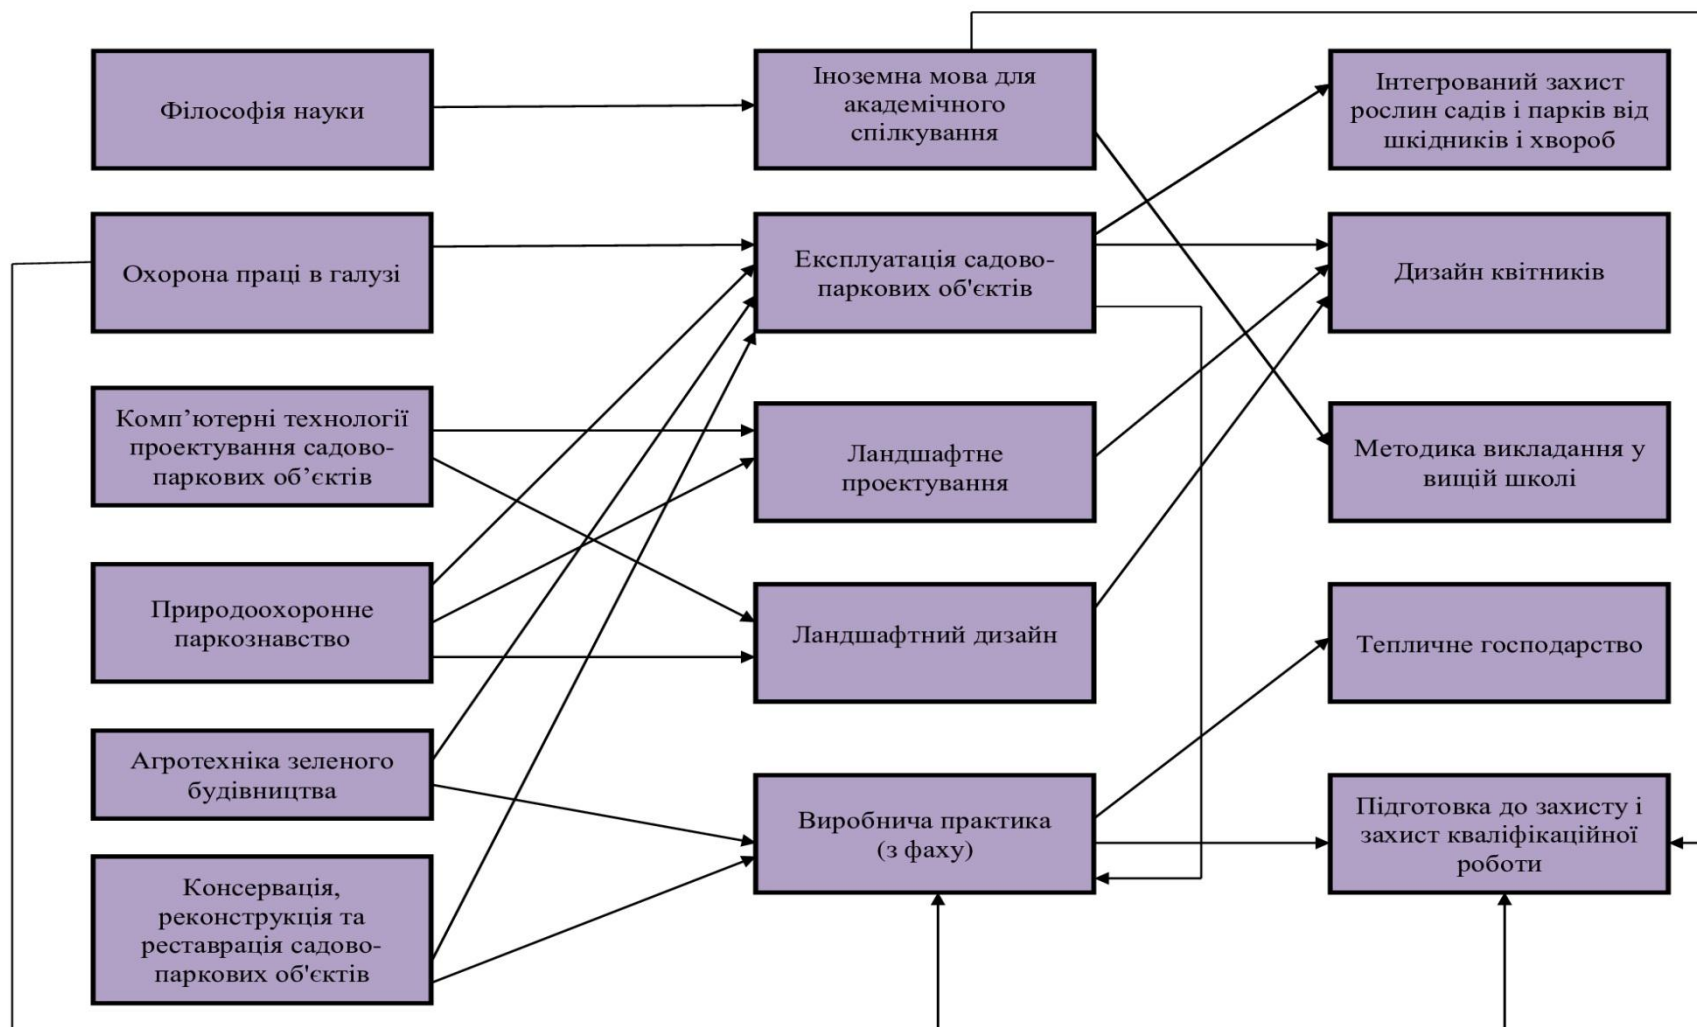 Філософія науки
Охорона праці в галузі
Комп’ютерні технології
проектування садово-
паркових об’єктів
Природоохоронне
паркознавство
Агротехніка зеленого
будівництва
Консервація,
реконструкція та
реставрація садово-
паркових об'єктів
Іноземна мова для
академічного
спілкування
Експлуатація садово-
паркових об'єктів
Ландшафтне
проектування
Ландшафтний дизайн
Виробнича практика
(з фаху)
Інтегрований захист
рослин садів і парків від
шкідників і хвороб
Дизайн квітників
Методика викладання у
вищій школі
Тепличне господарство
Підготовка до захисту і
захист кваліфікаційної
роботи